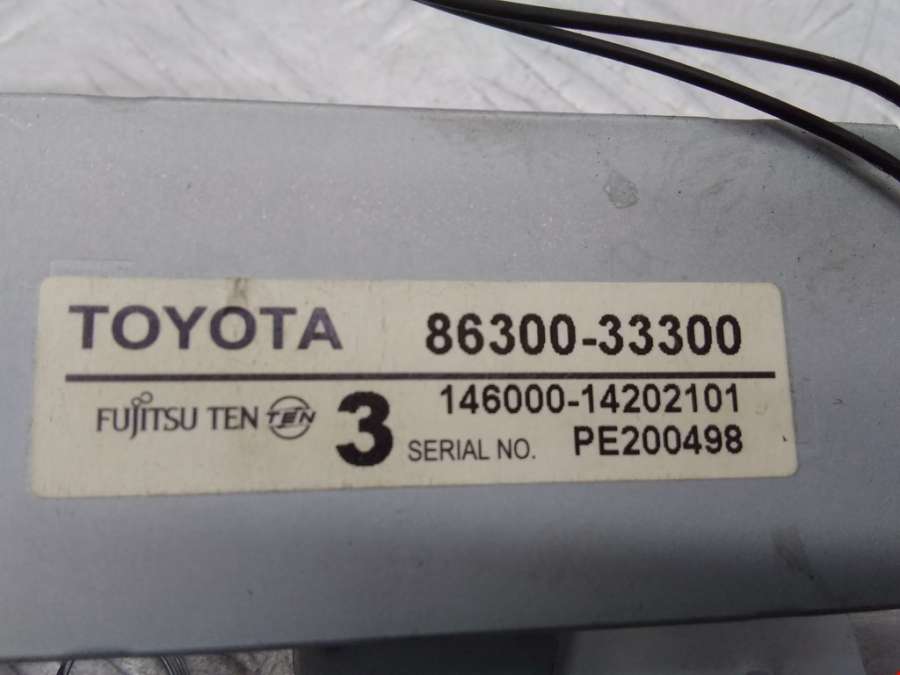 TOYOTA 86300-33300
FUJITSU TEN TEN 3 146000-14202101
SERIAL NO. PE200498